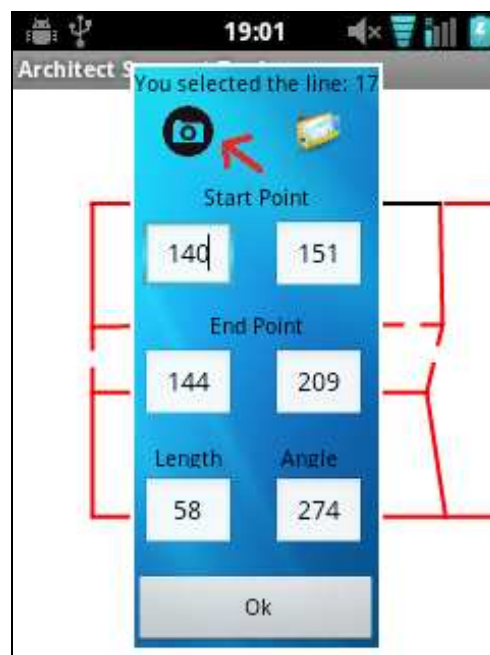 19:01
Architect S
You selected the line: 17
Start Point
140 151
End Point
144 209
Length Angle
58 274
Ok